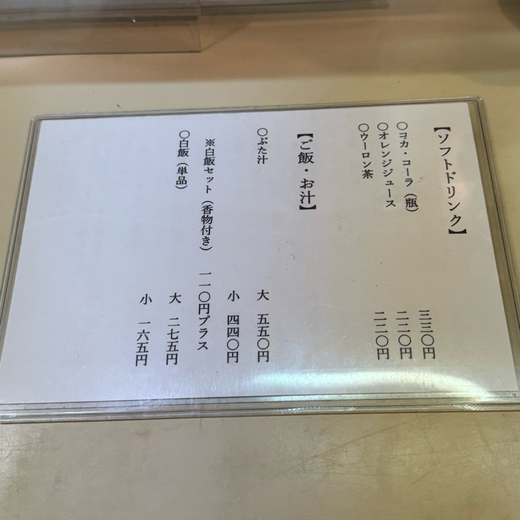 【ソフトドリンク】
○コカ・コーラ(瓶) 三三〇円
○オレンジジュース 二二〇円
○ウーロン茶 二二〇円
【ご飯・お汁】
○ぶた汁 大 五五〇円
小 四四〇円
※白飯セット(香物付き) 一一〇円プラス
○白飯(単品) 大 二七五円
小 一六五円